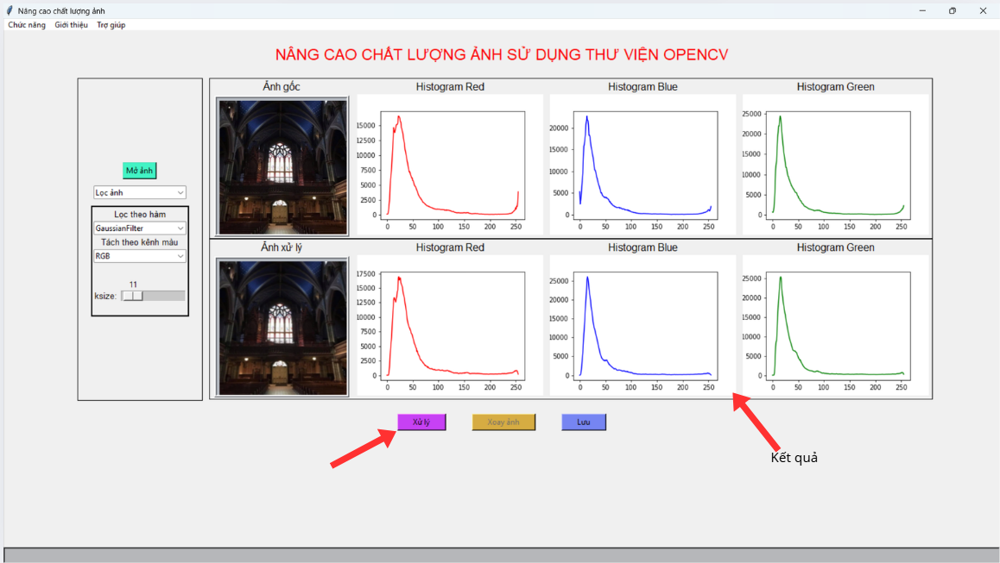 Nâng cao chất lượng ảnh
Chức năng Giới thiệu Trợ giúp
NÂNG CAO CHẤT LƯỢNG ẢNH SỬ DỤNG THƯ VIỆN OPENCV
Mở ảnh
Lọc ảnh
Lọc theo hàm
GaussianFilter
Tách theo kênh màu
RGB
11
ksize:
Ảnh gốc
Histogram Red
15000
12500
10000
7500
5000
2500
0
0 50 100 150 200 250
Histogram Blue
20000
15000
10000
5000
0
0 50 100 150 200 250
Histogram Green
25000
20000
15000
10000
5000
0
0 50 100 150 200 250
Ảnh xử lý
Histogram Red
17500
15000
12500
10000
7500
5000
2500
0
0 50 100 150 200 250
Histogram Blue
25000
20000
15000
10000
5000
0
0 50 100 150 200 250
Histogram Green
25000
20000
15000
10000
5000
0
0 50 100 150 200 250
Xử lý
Xoay ảnh
Lưu
Kết quả